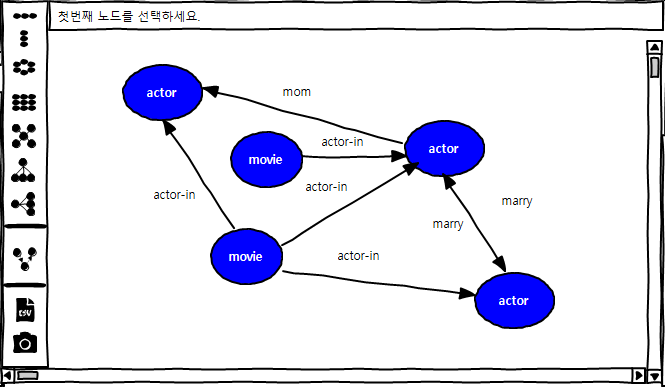 첫번째 노드를 선택하세요.
actor
mom
actor-in
movie
actor
actor-in
actor-in
marry
marry
movie
actor-in
actor
CSV